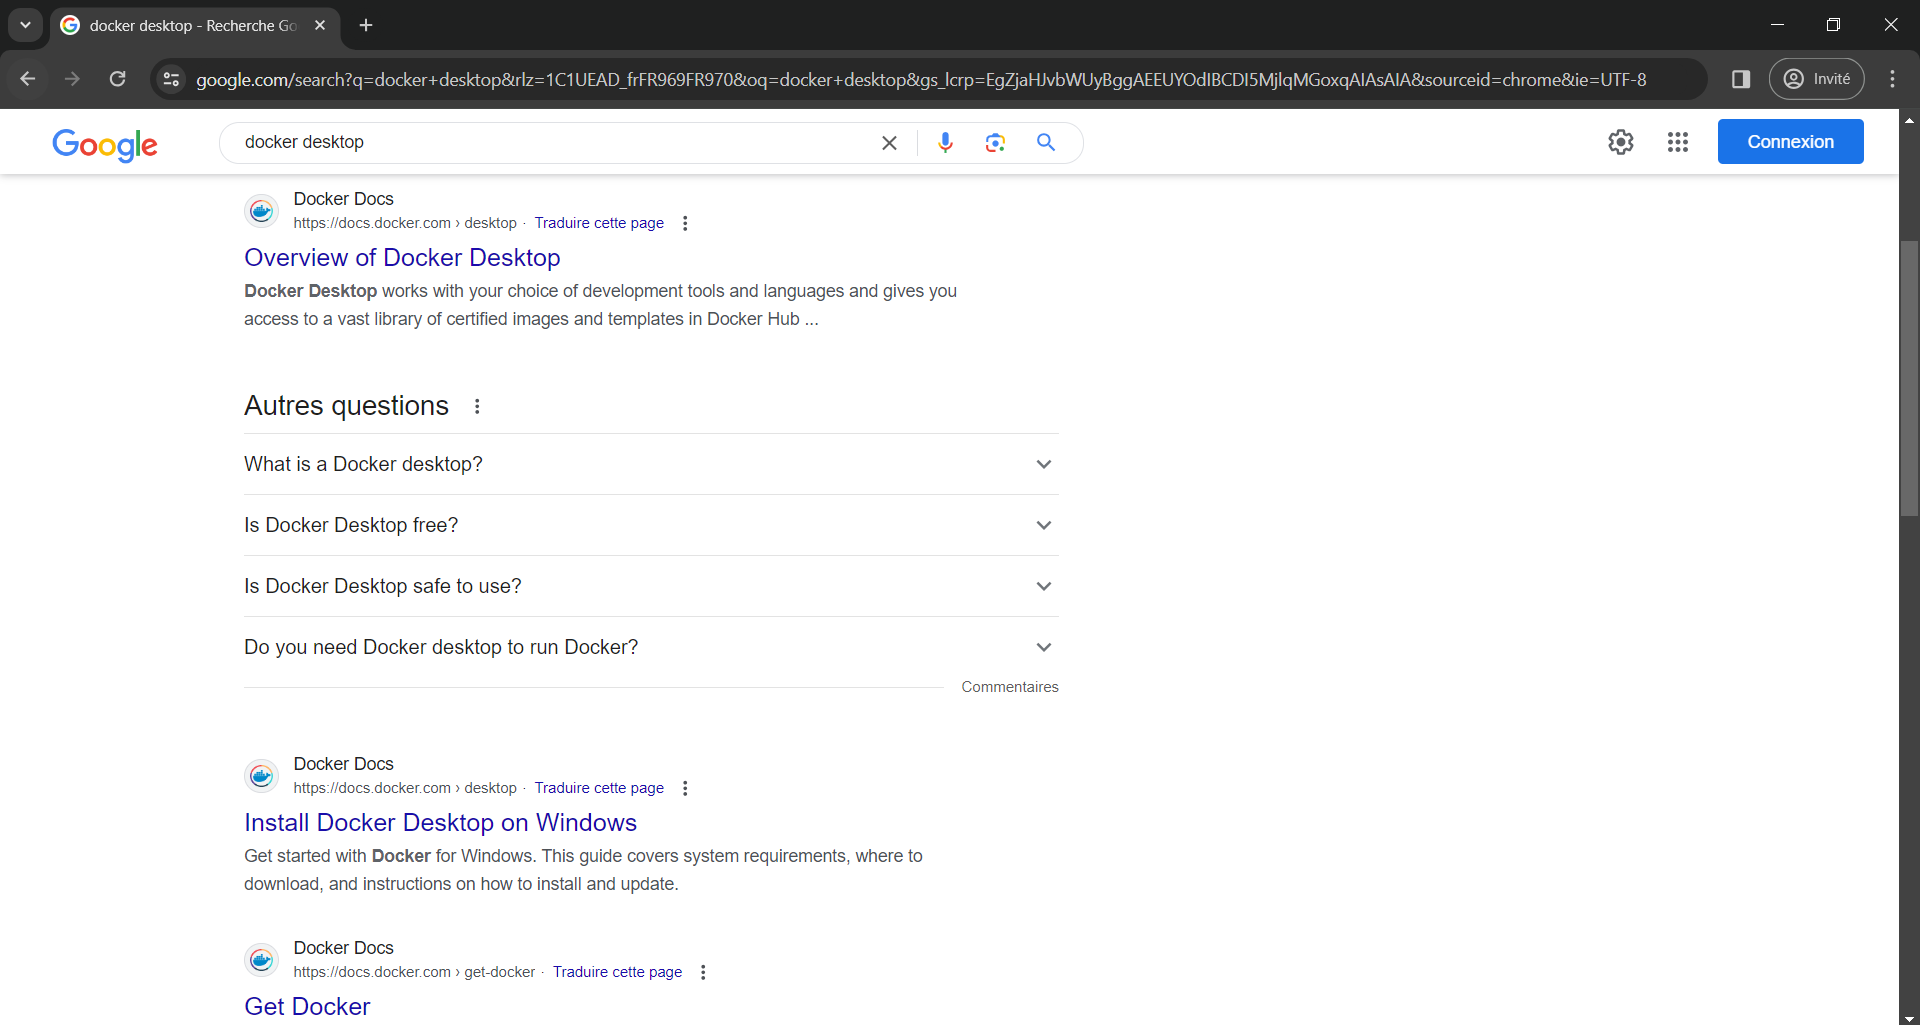 docker desktop - Recherche Go
google.com/search?q=docker+desktop&rlz=1C1UEAD_frFR969FR970&oq=docker+desktop&gs_lcrp=EgZjaHJvbWUyBggAEEUYOdIBCDI5MjlqMGoxqAIAsAIA&sourceid=chrome&ie=UTF-8
Invité
Google
docker desktop
Connexion
Docker Docs
https://docs.docker.com › desktop · Traduire cette page
Overview of Docker Desktop
Docker Desktop works with your choice of development tools and languages and gives you
access to a vast library of certified images and templates in Docker Hub ...
Autres questions
What is a Docker desktop?
Is Docker Desktop free?
Is Docker Desktop safe to use?
Do you need Docker desktop to run Docker?
Commentaires
Docker Docs
https://docs.docker.com › desktop · Traduire cette page
Install Docker Desktop on Windows
Get started with Docker for Windows. This guide covers system requirements, where to
download, and instructions on how to install and update.
Docker Docs
https://docs.docker.com › get-docker · Traduire cette page
Get Docker